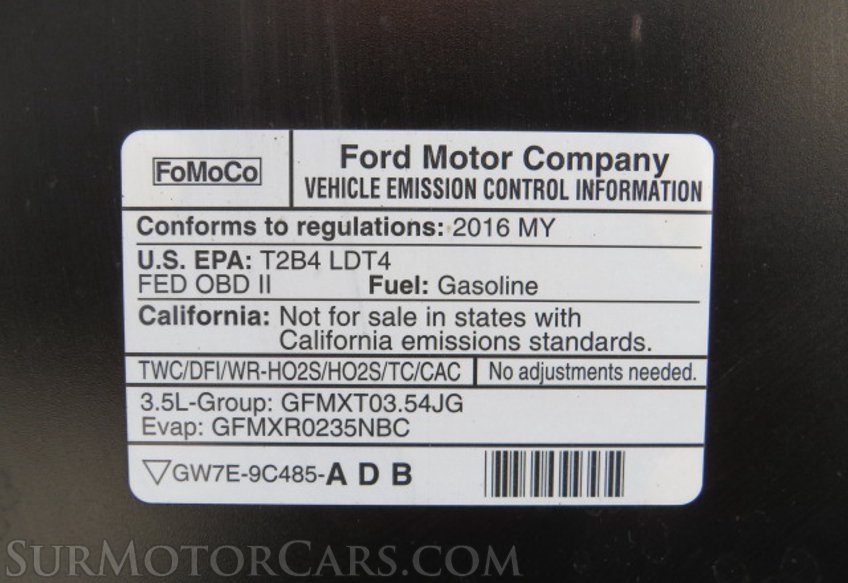 FoMoCo
Ford Motor Company
VEHICLE EMISSION CONTROL INFORMATION
Conforms to regulations: 2016 MY
U.S. EPA: T2B4 LDT4
FED OBD II Fuel: Gasoline
California: Not for sale in states with
California emissions standards.
TWC/DFI/WR-HO2S/HO2S/TC/CAC No adjustments needed.
3.5L-Group: GFMXT03.54JG
Evap: GFMXR0235NBC
▽GW7E-9C485-A D B
SURMOTORCARS.COM